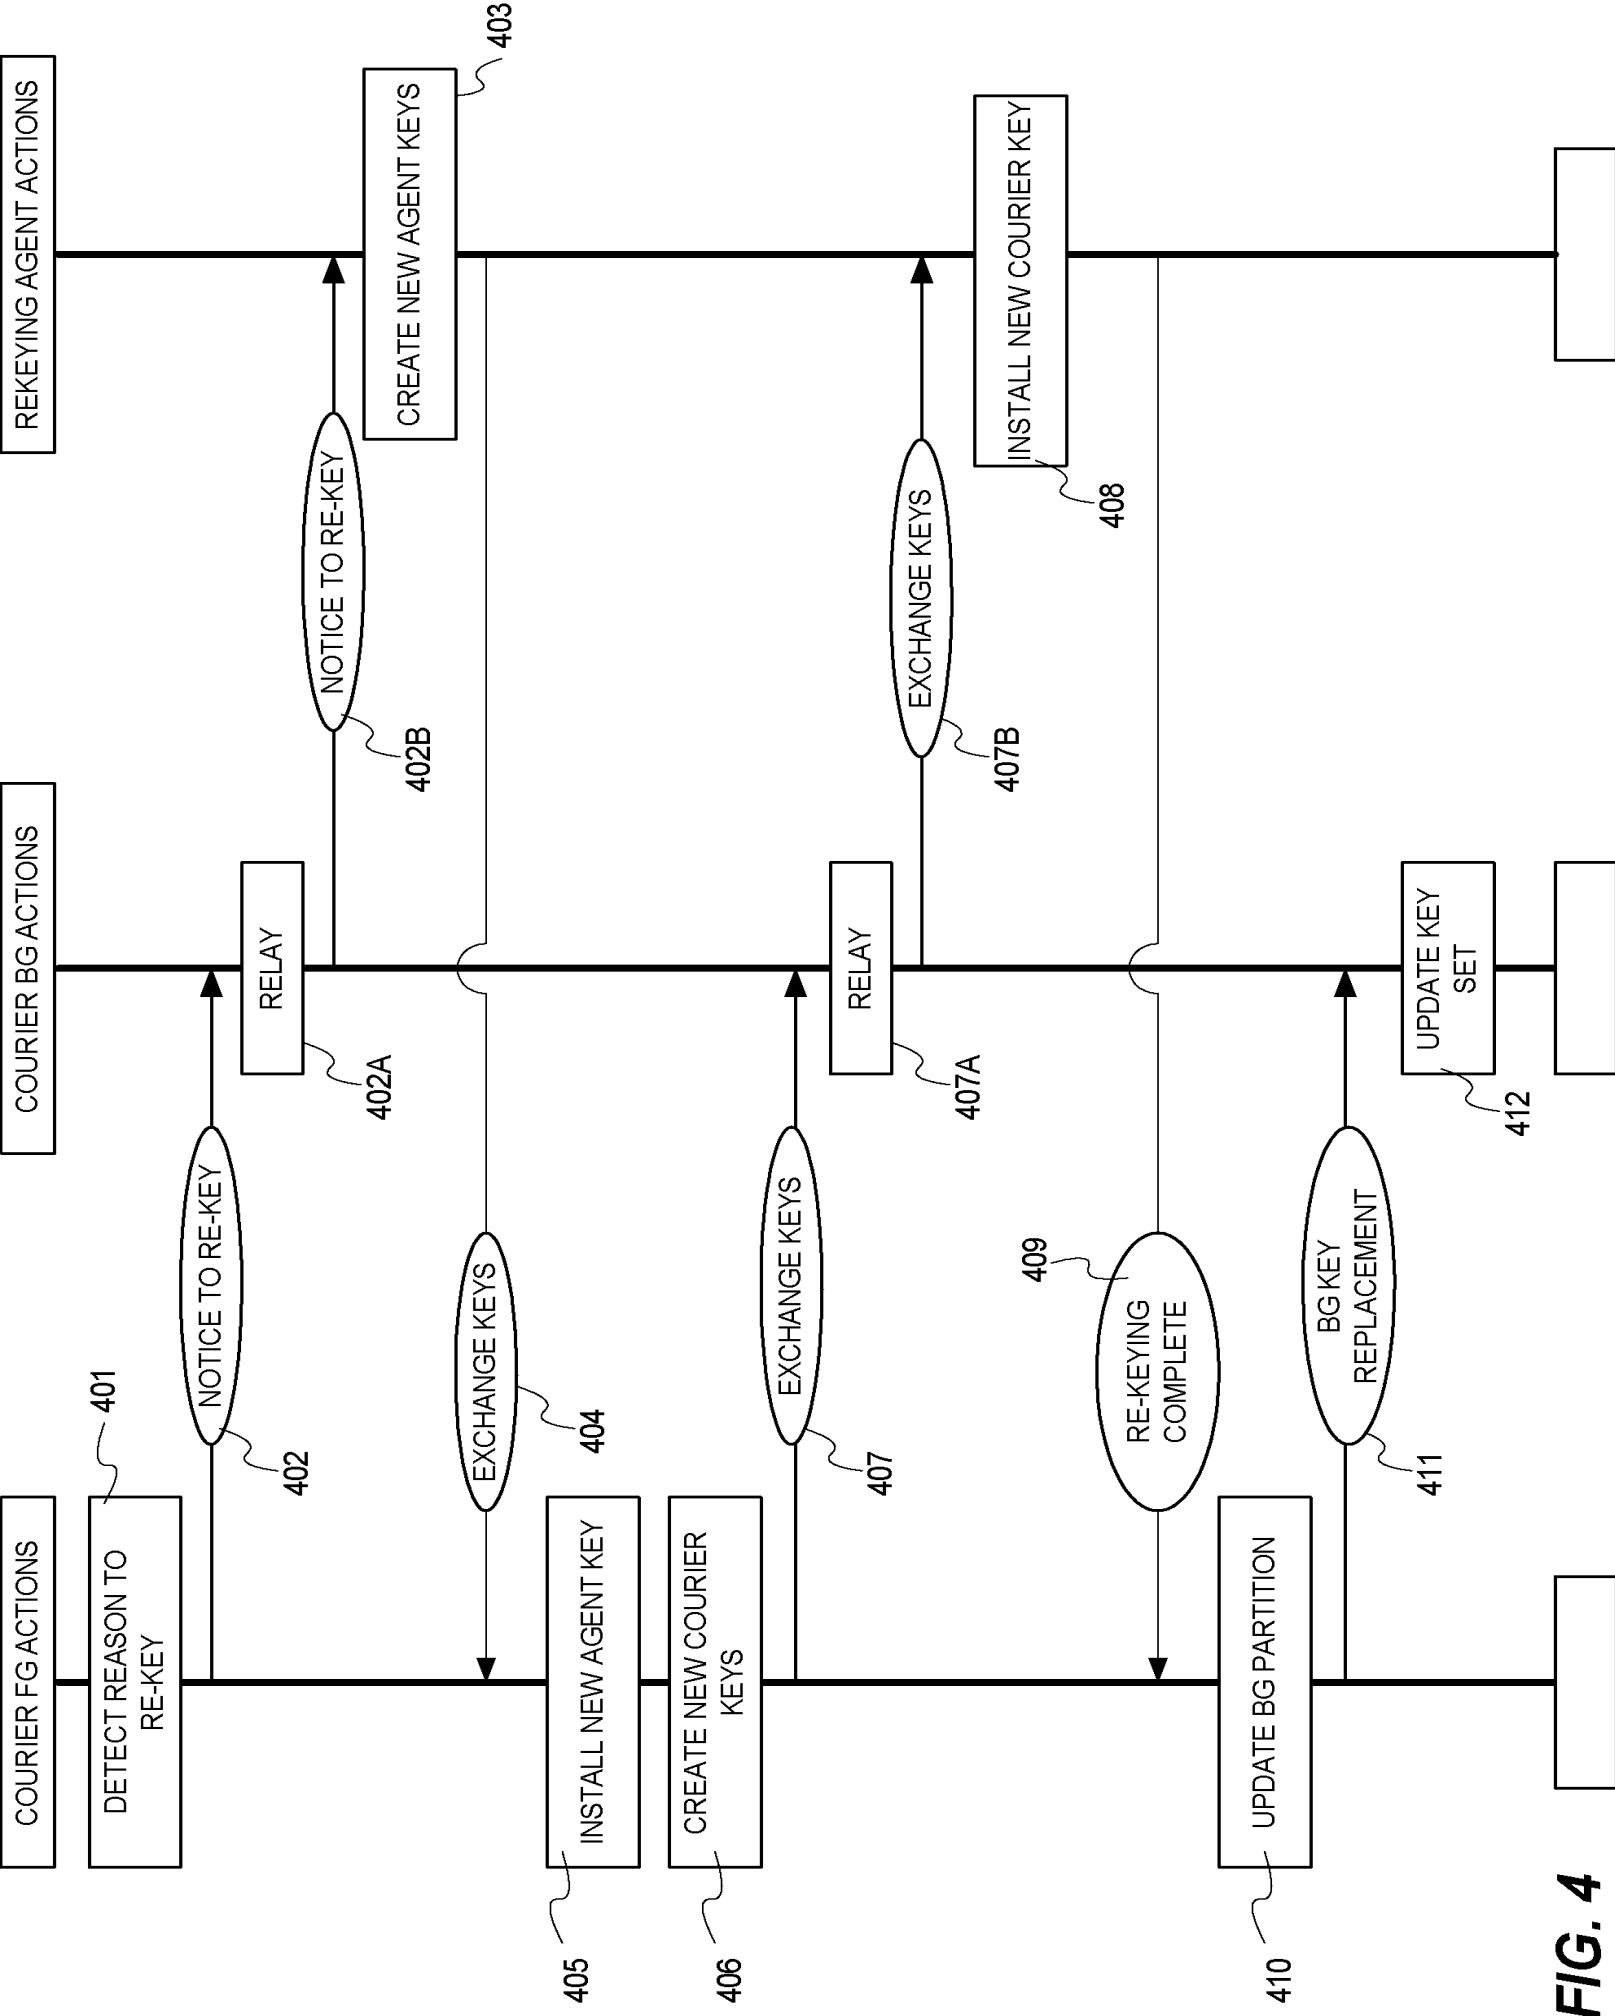 COURIER FG ACTIONS
COURIER BG ACTIONS
REKEYING AGENT ACTIONS
DETECT REASON TO
RE-KEY
401
NOTICE TO RE-KEY
402
RELAY
402A
NOTICE TO RE-KEY
402B
CREATE NEW AGENT KEYS
403
EXCHANGE KEYS
404
INSTALL NEW AGENT KEY
405
CREATE NEW COURIER
KEYS
406
EXCHANGE KEYS
407
RELAY
407A
EXCHANGE KEYS
407B
INSTALL NEW COURIER KEY
408
RE-KEYING
COMPLETE
409
UPDATE BG PARTITION
410
BG KEY
REPLACEMENT
411
UPDATE KEY
SET
412
FIG. 4